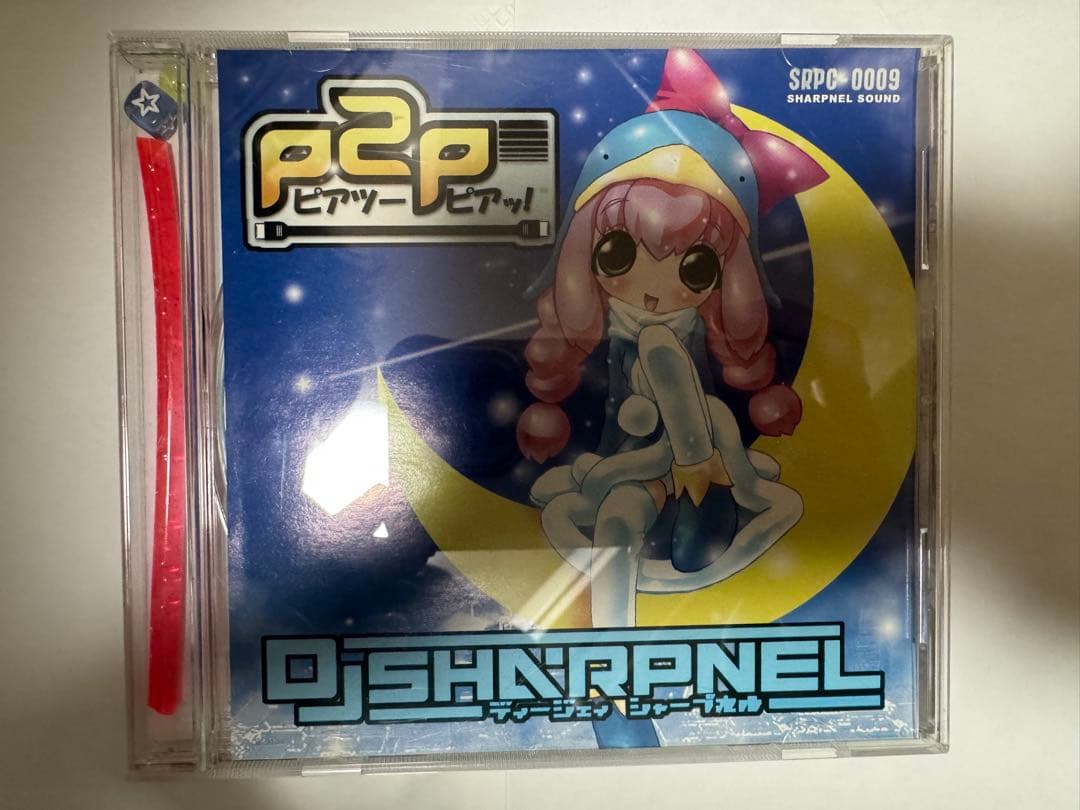 SRPC-0009
SHARPNEL SOUND
p2p
ピアツーピアッ!
DJ SHARPNEL
ディージェイ シャープネル